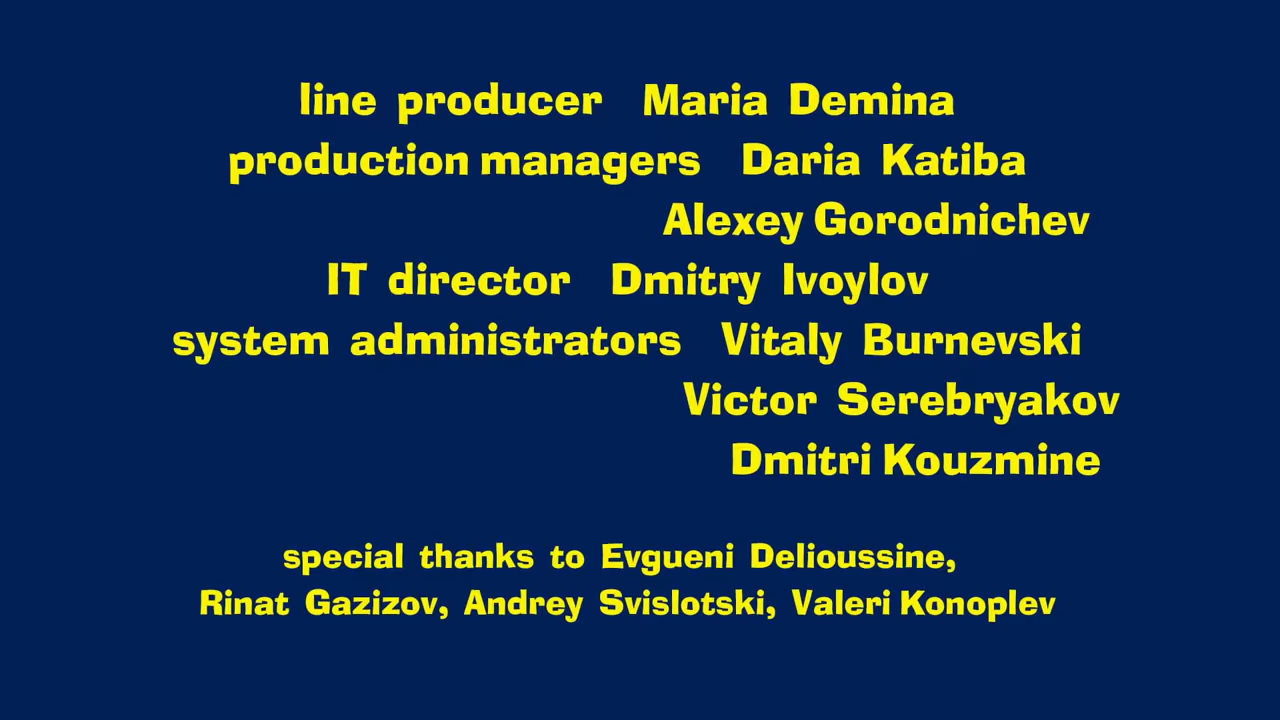 line producer Maria Demina
production managers Daria Katiba
Alexey Gorodnichev
IT director Dmitry Ivoylov
system administrators Vitaly Burnevski
Victor Serebryakov
Dmitri Kouzmine
special thanks to Evgueni Delioussine,
Rinat Gazizov, Andrey Svislotski, Valeri Konoplev